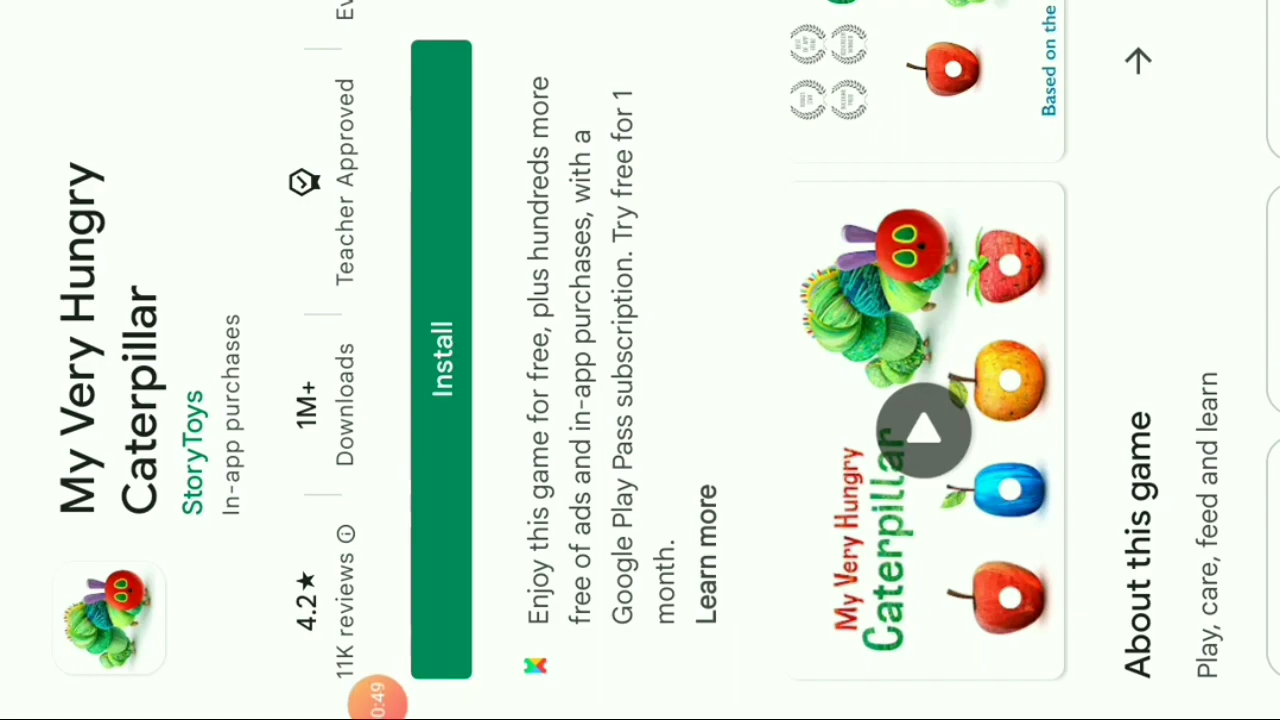 My Very Hungry
Caterpillar
StoryToys
In-app purchases
4.2★
11K reviews
1M+
Downloads
Teacher Approved
Ev
Install
Enjoy this game for free, plus hundreds more
free of ads and in-app purchases, with a
Google Play Pass subscription. Try free for 1
month.
Learn more
My Very Hungry
Caterpillar
Based on the
About this game
Play, care, feed and learn
0:49